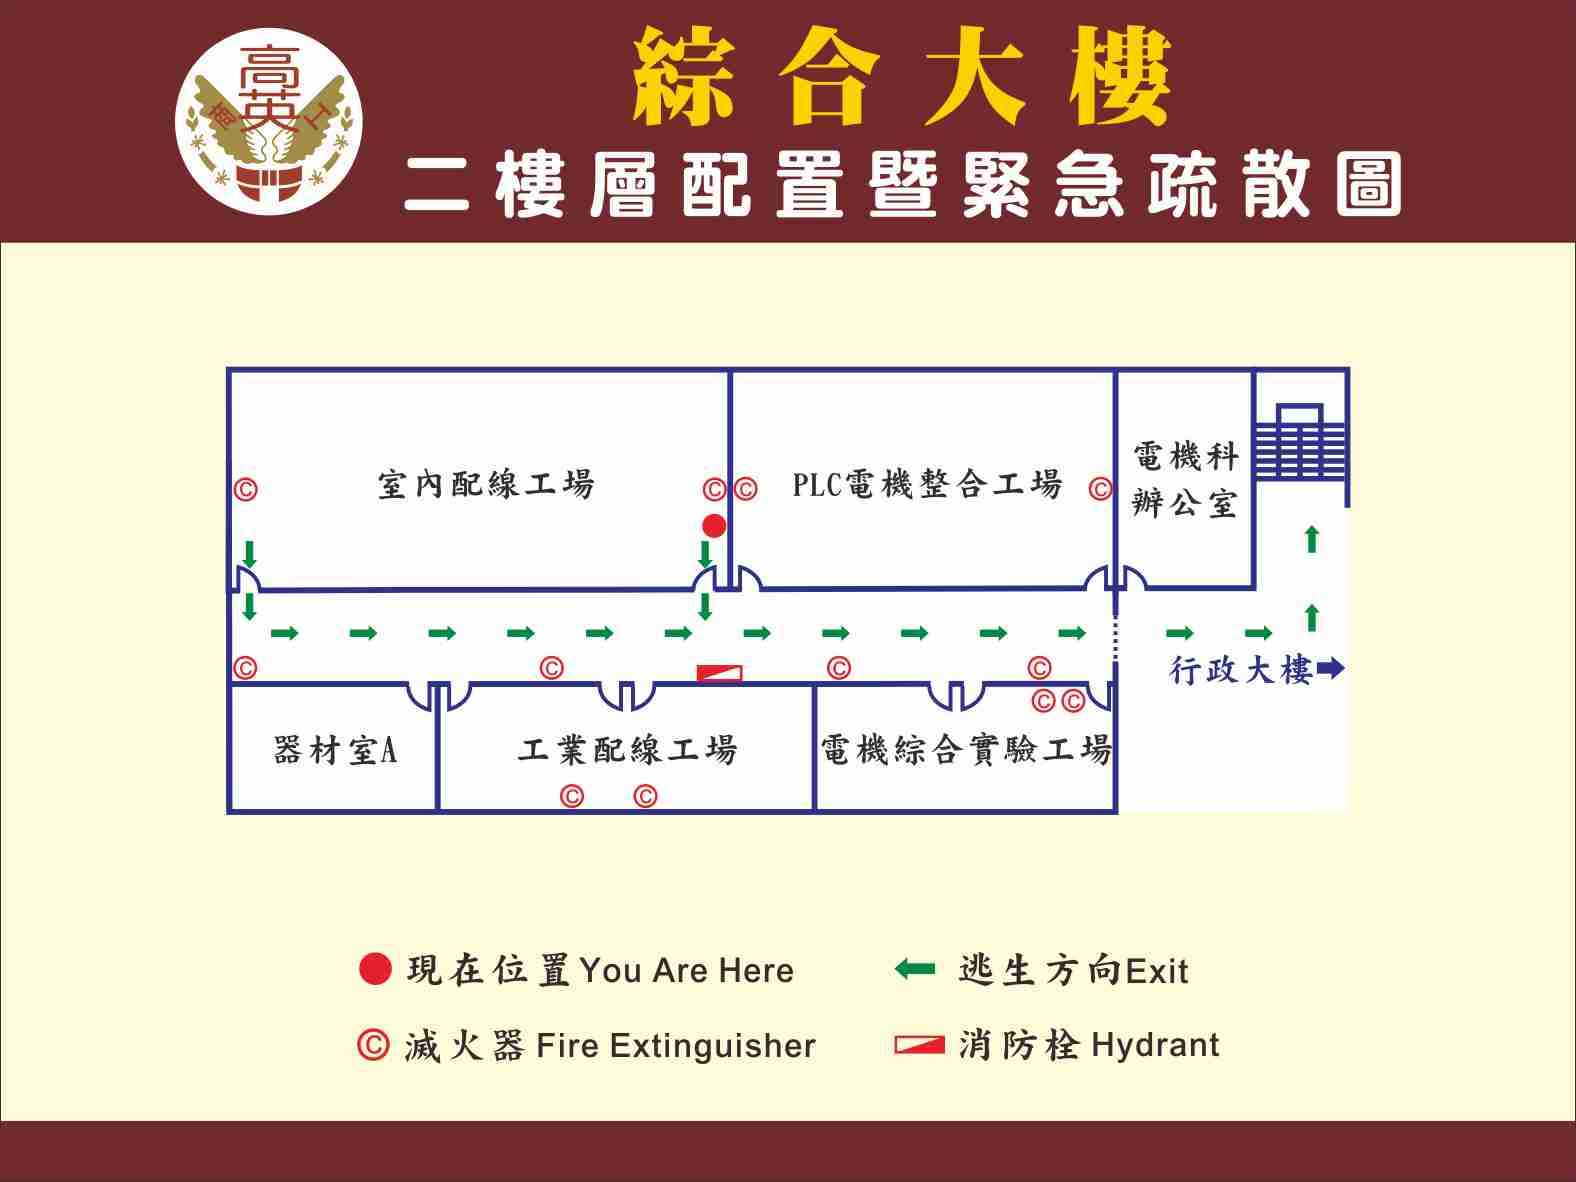 高英
商工
綜合大樓
二樓層配置暨緊急疏散圖
室內配線工場
PLC電機整合工場
電機科
辦公室
行政大樓
器材室A
工業配線工場
電機綜合實驗工場
現在位置You Are Here
逃生方向Exit
滅火器 Fire Extinguisher
消防栓 Hydrant